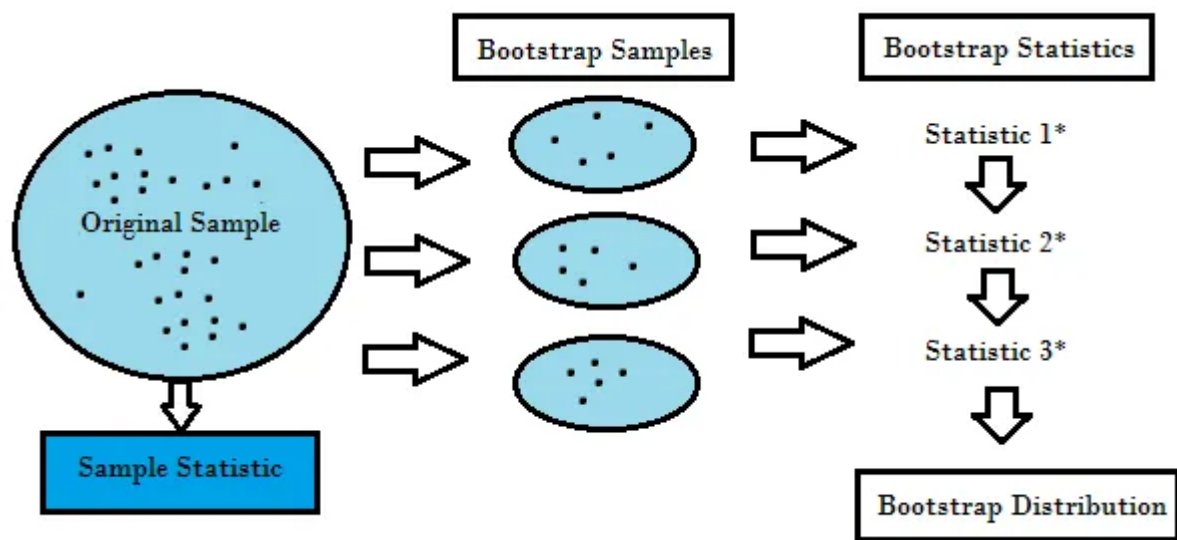 Bootstrap Samples
Bootstrap Statistics
Original Sample
Sample Statistic
Statistic 1*
Statistic 2*
Statistic 3*
Bootstrap Distribution